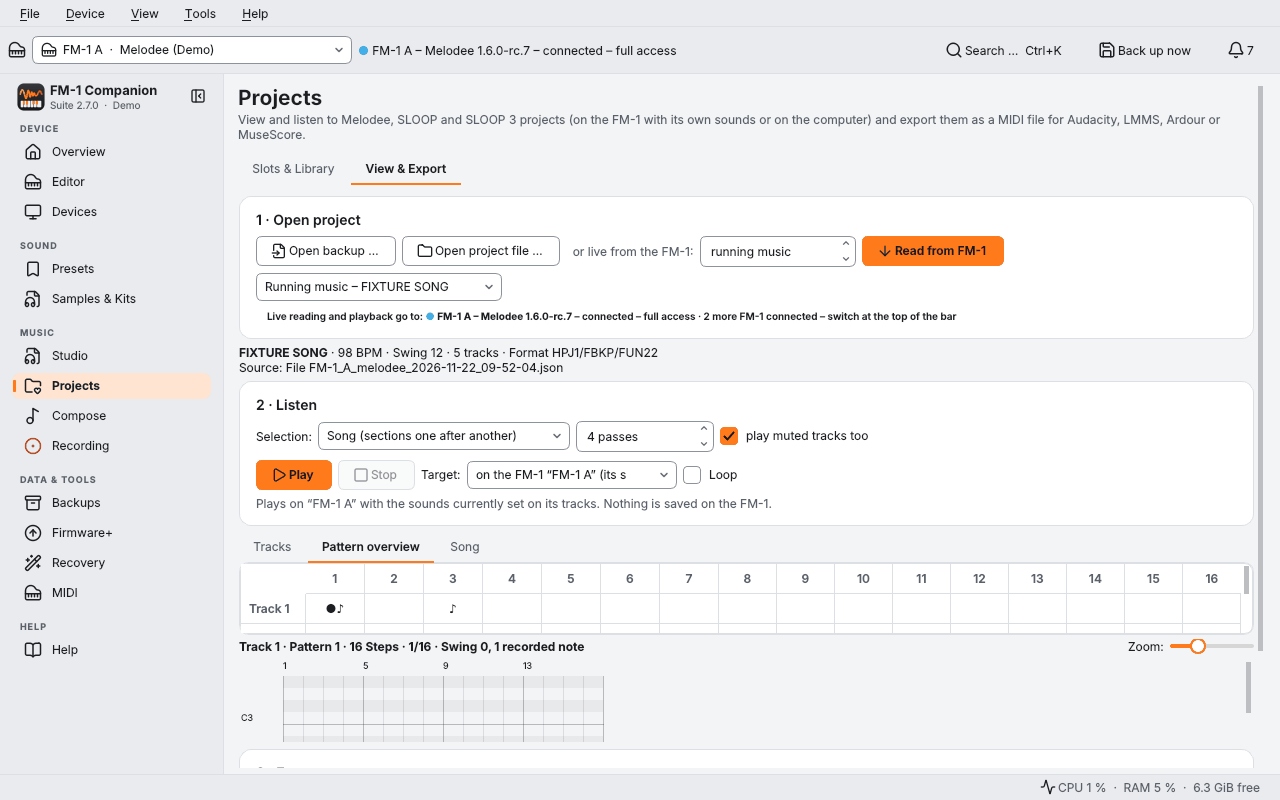 File Device View Tools Help
FM-1 A · Melodee (Demo) FM-1 A – Melodee 1.6.0-rc.7 – connected – full access Search ... Ctrl+K Back up now 7
FM-1 Companion
Suite 2.7.0 · Demo
DEVICE
Overview
Editor
Devices
SOUND
Presets
Samples & Kits
MUSIC
Studio
Projects
Compose
Recording
DATA & TOOLS
Backups
Firmware+
Recovery
MIDI
HELP
Help
Projects
View and listen to Melodee, SLOOP and SLOOP 3 projects (on the FM-1 with its own sounds or on the computer) and export them as a MIDI file for Audacity, LMMS, Ardour or
MuseScore.
Slots & Library View & Export
1 · Open project
Open backup ... Open project file ... or live from the FM-1: running music Read from FM-1
Running music – FIXTURE SONG
Live reading and playback go to: FM-1 A – Melodee 1.6.0-rc.7 – connected – full access · 2 more FM-1 connected – switch at the top of the bar
FIXTURE SONG · 98 BPM · Swing 12 · 5 tracks · Format HPJ1/FBKP/FUN22
Source: File FM-1_A_melodee_2026-11-22_09-52-04.json
2 · Listen
Selection: Song (sections one after another) 4 passes play muted tracks too
Play Stop Target: on the FM-1 “FM-1 A” (its s Loop
Plays on “FM-1 A” with the sounds currently set on its tracks. Nothing is saved on the FM-1.
Tracks Pattern overview Song
1 2 3 4 5 6 7 8 9 10 11 12 13 14 15 16
Track 1 ●♪ ♪
Track 1 · Pattern 1 · 16 Steps · 1/16 · Swing 0, 1 recorded note Zoom:
1 5 9 13
C3
CPU 1 % · RAM 5 % · 6.3 GiB free